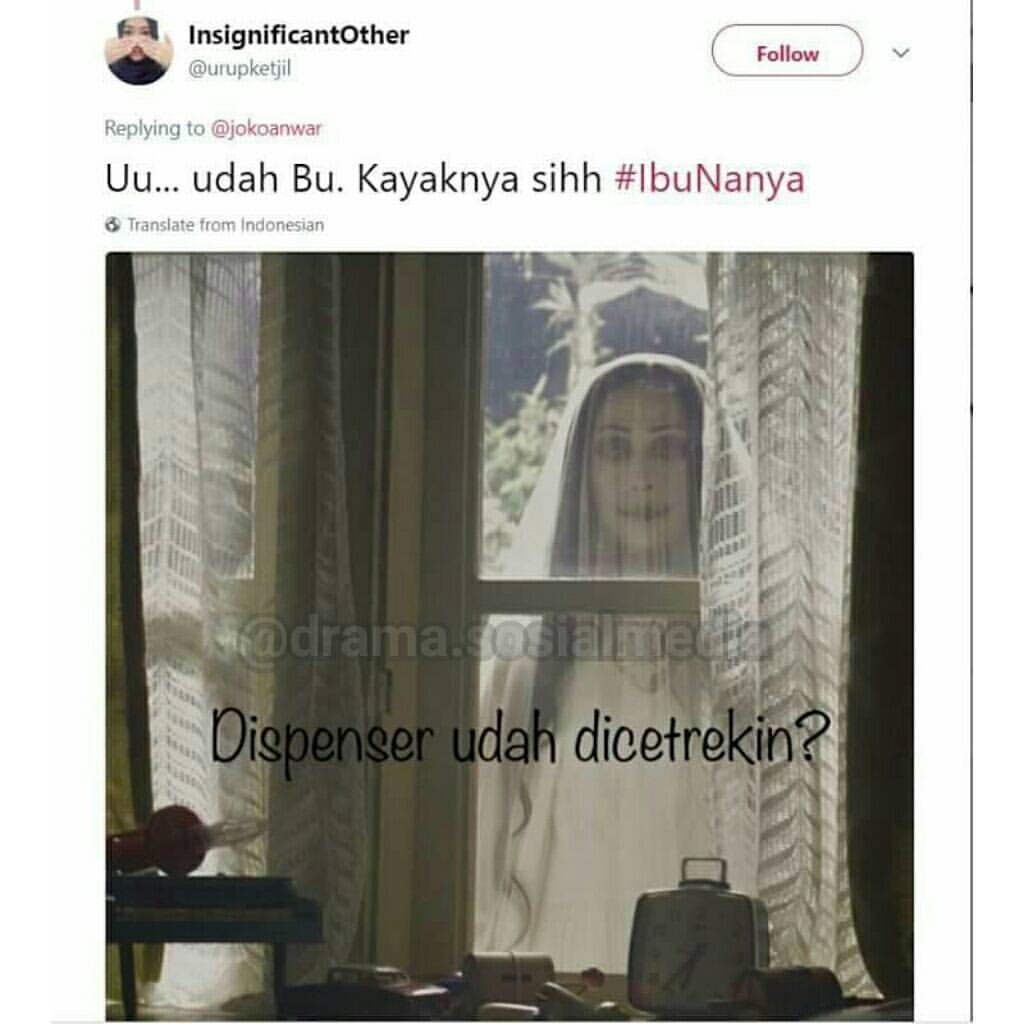 InsignificantOther
@urupketjil
Follow
Replying to @jokoanwar
Uu... udah Bu. Kayaknya sihh #IbuNanya
Translate from Indonesian
@drama.sosialmedia
Dispenser udah dicetrekin?